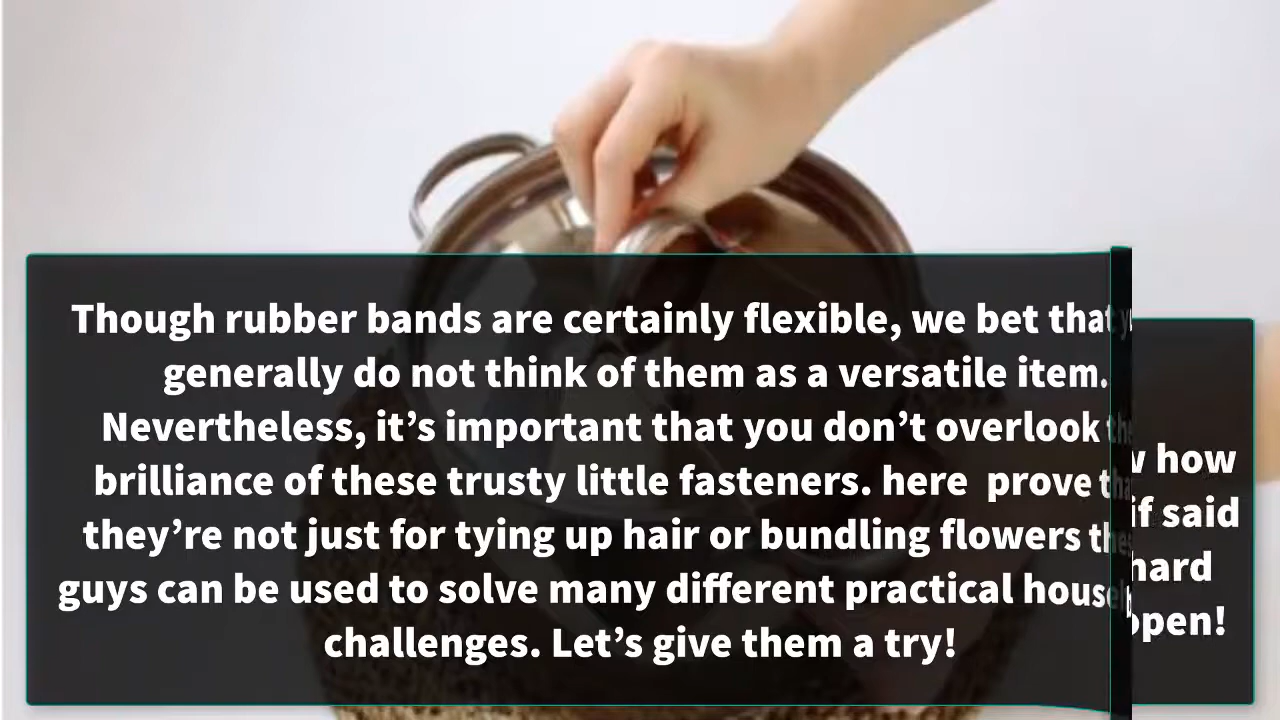 Though rubber bands are certainly flexible, we bet that
generally do not think of them as a versatile item.
Nevertheless, it’s important that you don’t overlook the
brilliance of these trusty little fasteners. here prove that
they’re not just for tying up hair or bundling flowers these
guys can be used to solve many different practical
challenges. Let’s give them a try!
how
if said
hard
open!